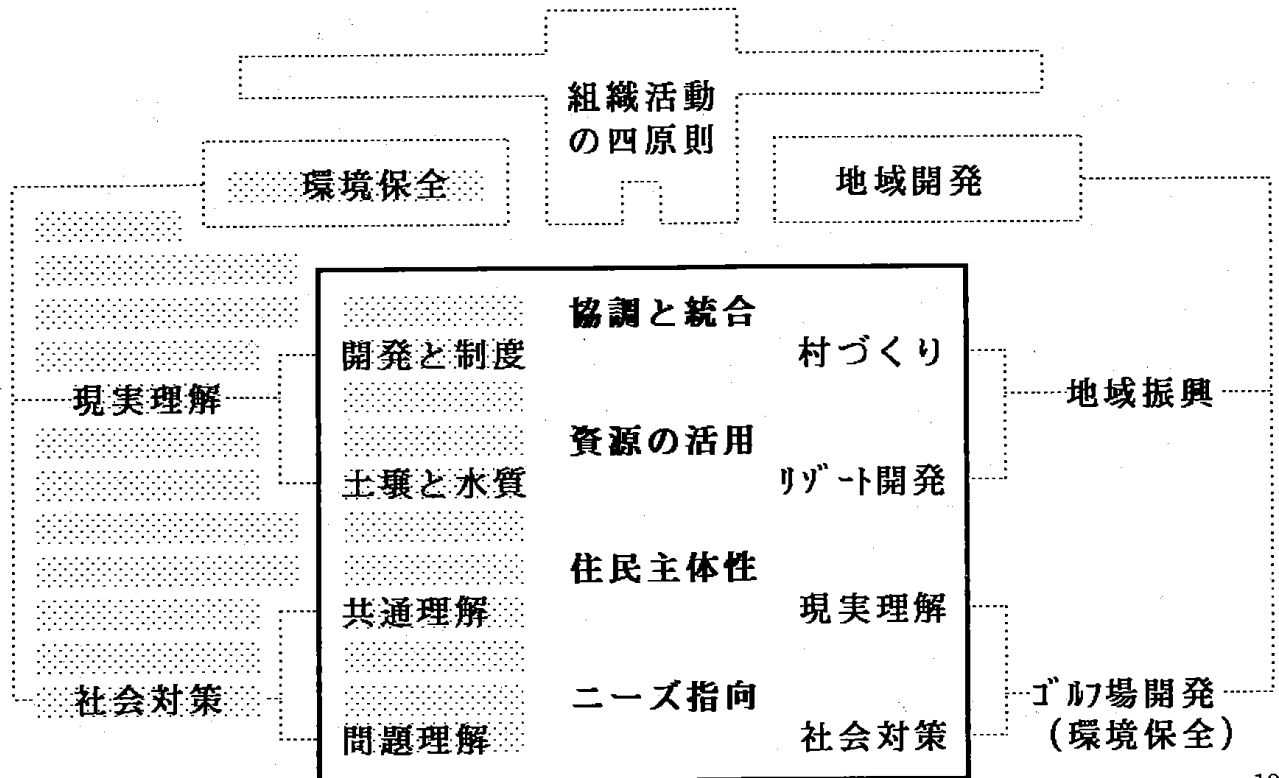 組織活動
の四原則
環境保全
地域開発
協調と統合
開発と制度
村づくり
現実理解
地域振興
資源の活用
土壌と水質
リゾート開発
住民主体性
共通理解
現実理解
ニーズ指向
社会対策
ゴルフ場開発
問題理解
社会対策
(環境保全)